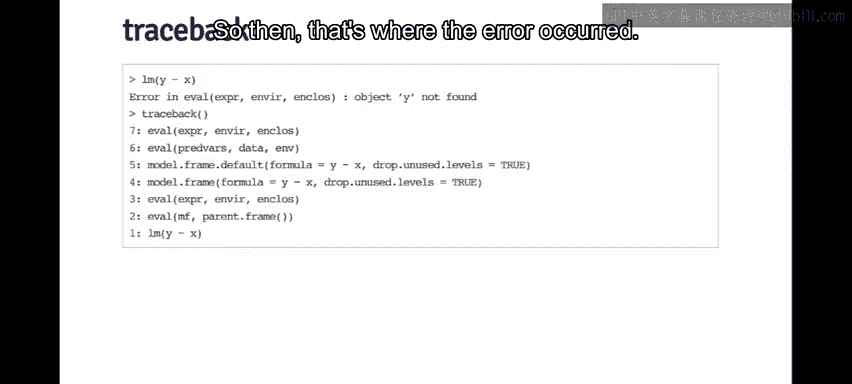 traceback
So then, that's where the error occurred.
> lm(y ~ x)
Error in eval(expr, envir, enclos) : object 'y' not found
> traceback()
7: eval(expr, envir, enclos)
6: eval(predvars, data, env)
5: model.frame.default(formula = y ~ x, drop.unused.levels = TRUE)
4: model.frame(formula = y ~ x, drop.unused.levels = TRUE)
3: eval(expr, envir, enclos)
2: eval(mf, parent.frame())
1: lm(y ~ x)